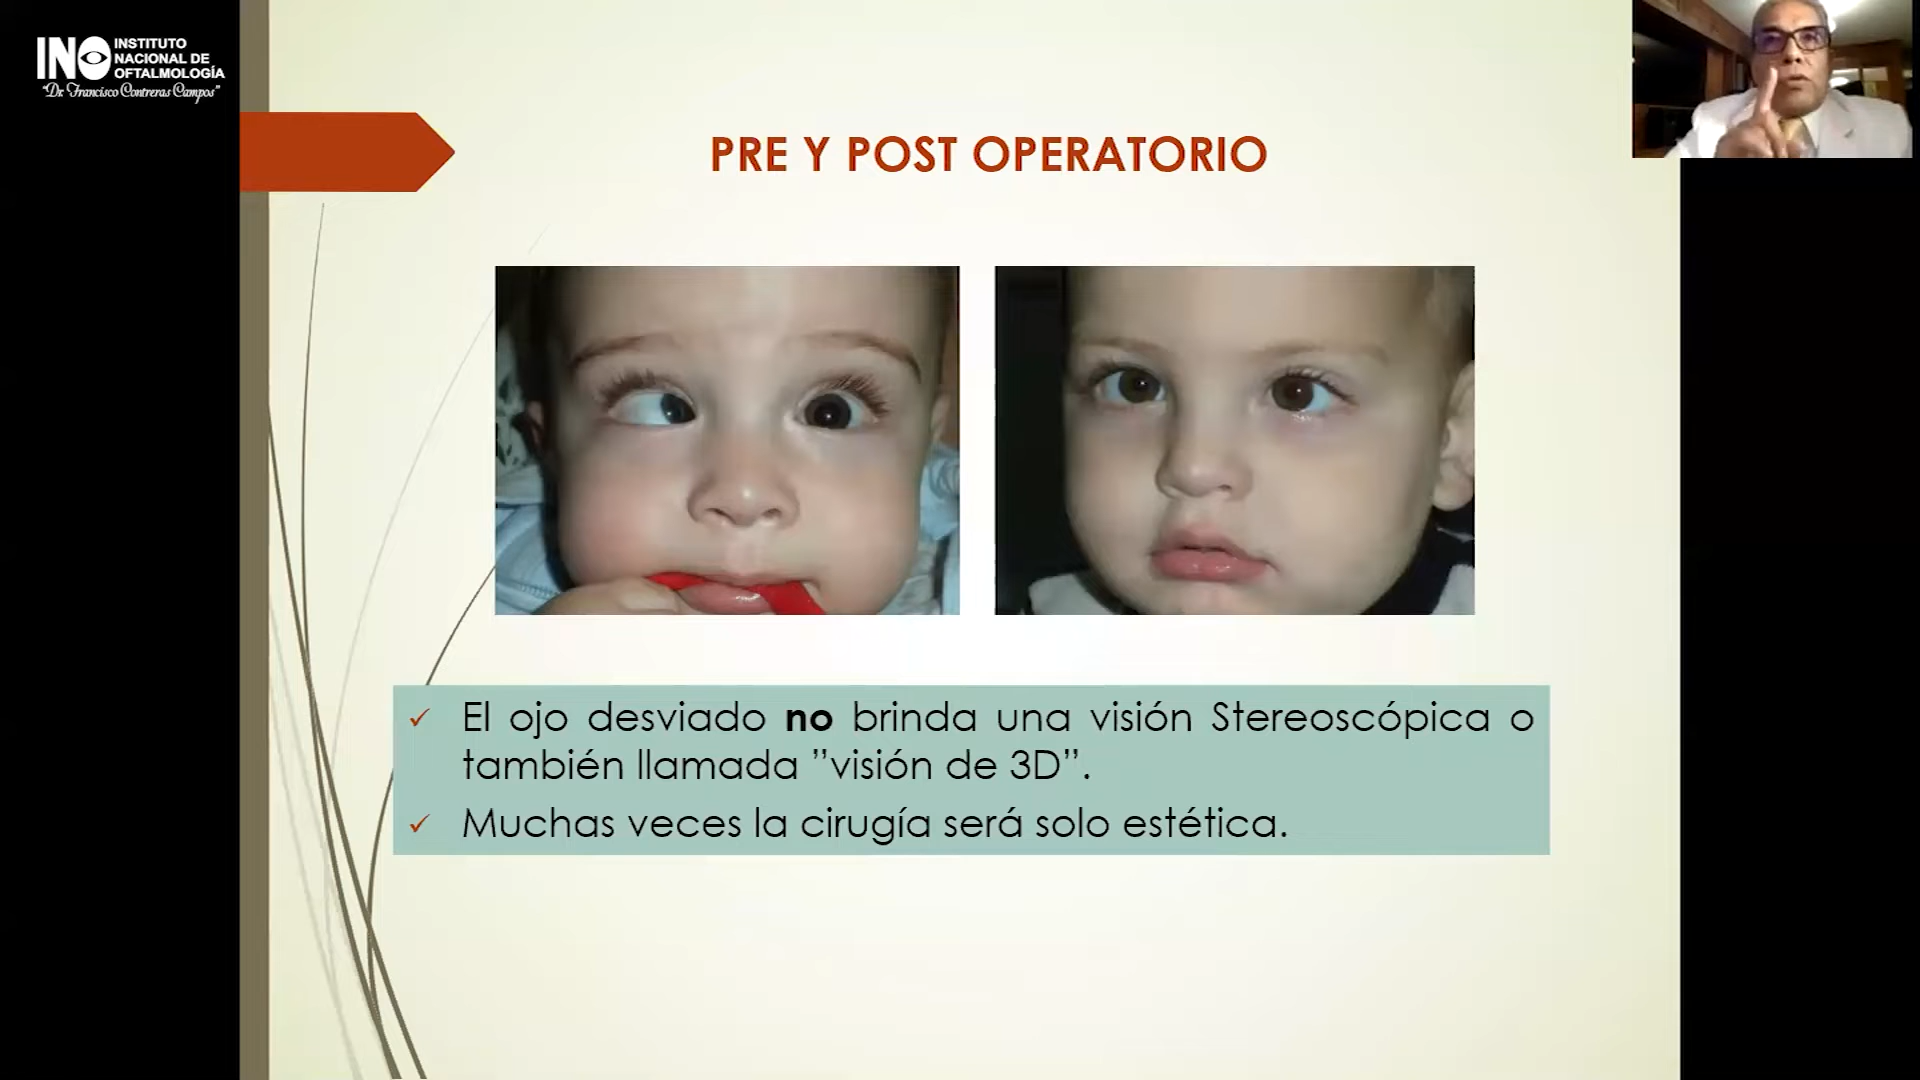 INO INSTITUTO
NACIONAL DE
OFTALMOLOGÍA
"Dr. Francisco Contreras Campos"
PRE Y POST OPERATORIO
✓ El ojo desviado no brinda una visión Stereoscópica o
también llamada ”visión de 3D”.
✓ Muchas veces la cirugía será solo estética.